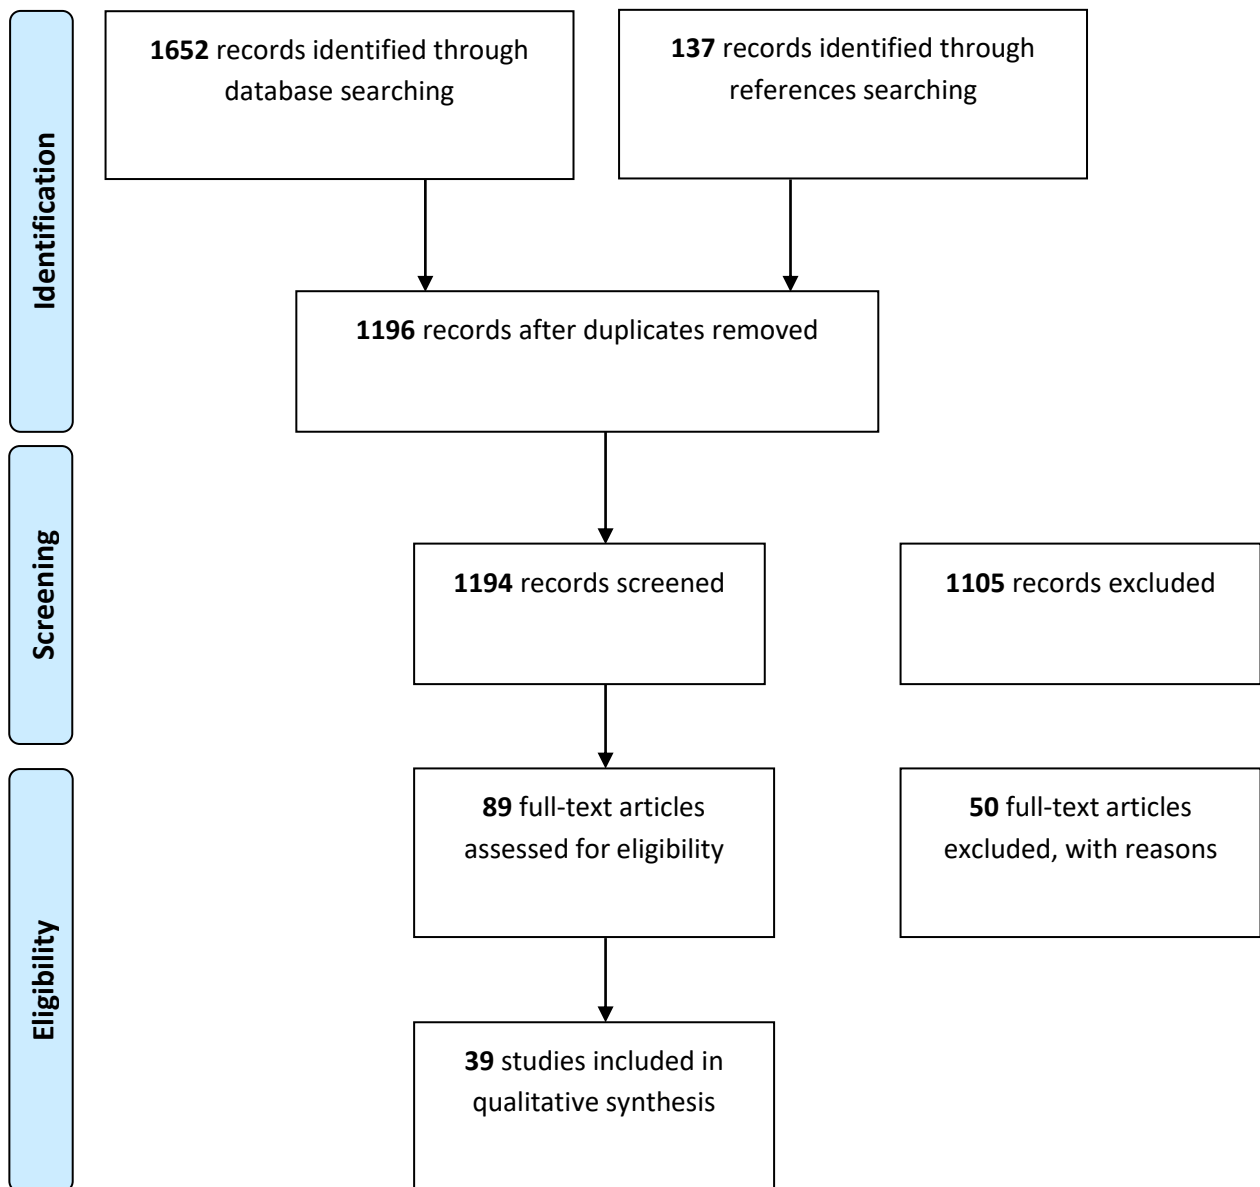 1652 records identified through
database searching
137 records identified through
references searching
Identification
1196 records after duplicates removed
Screening
1194 records screened
1105 records excluded
Eligibility
89 full-text articles
assessed for eligibility
50 full-text articles
excluded, with reasons
39 studies included in
qualitative synthesis